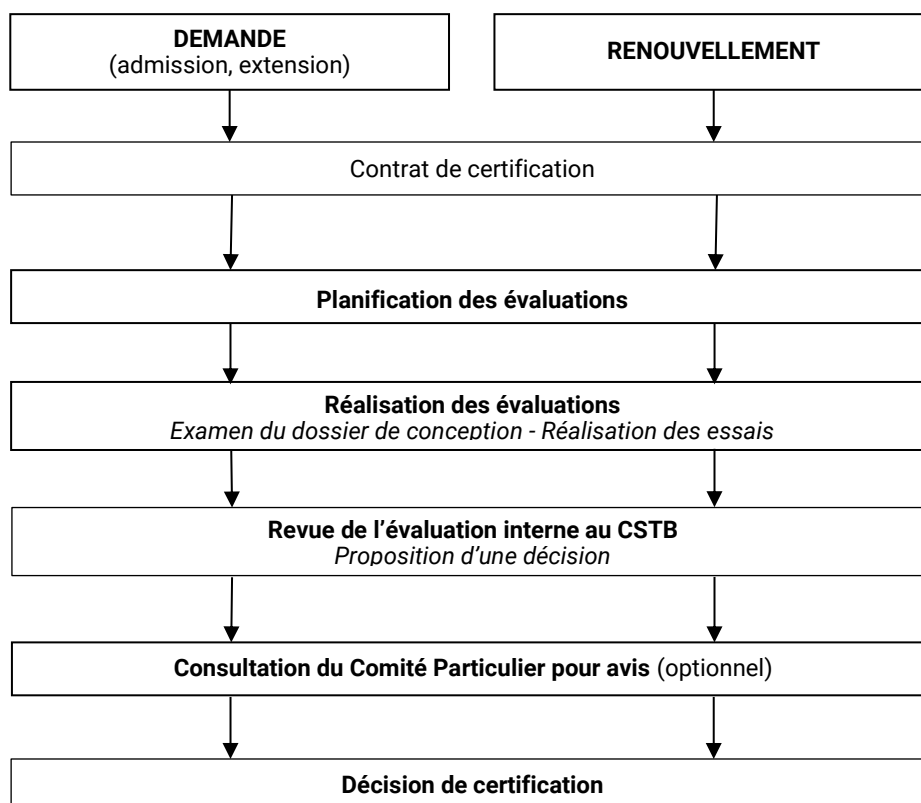 DEMANDE
(admission, extension)
RENOUVELLEMENT
Contrat de certification
Planification des évaluations
Réalisation des évaluations
Examen du dossier de conception - Réalisation des essais
Revue de l’évaluation interne au CSTB
Proposition d’une décision
Consultation du Comité Particulier pour avis (optionnel)
Décision de certification